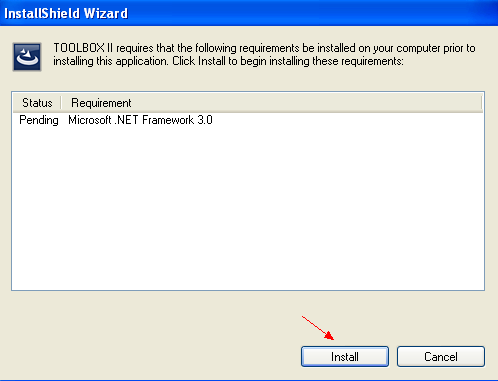 InstallShield Wizard
TOOLBOX II requires that the following requirements be installed on your computer prior to
installing this application. Click Install to begin installing these requirements:
Status Requirement
Pending Microsoft .NET Framework 3.0
Install Cancel